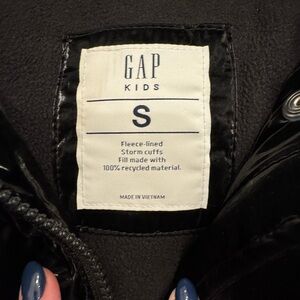 GAP
KIDS
S
Fleece-lined
Storm cuffs
Fill made with
100% recycled material.
MADE IN VIETNAM